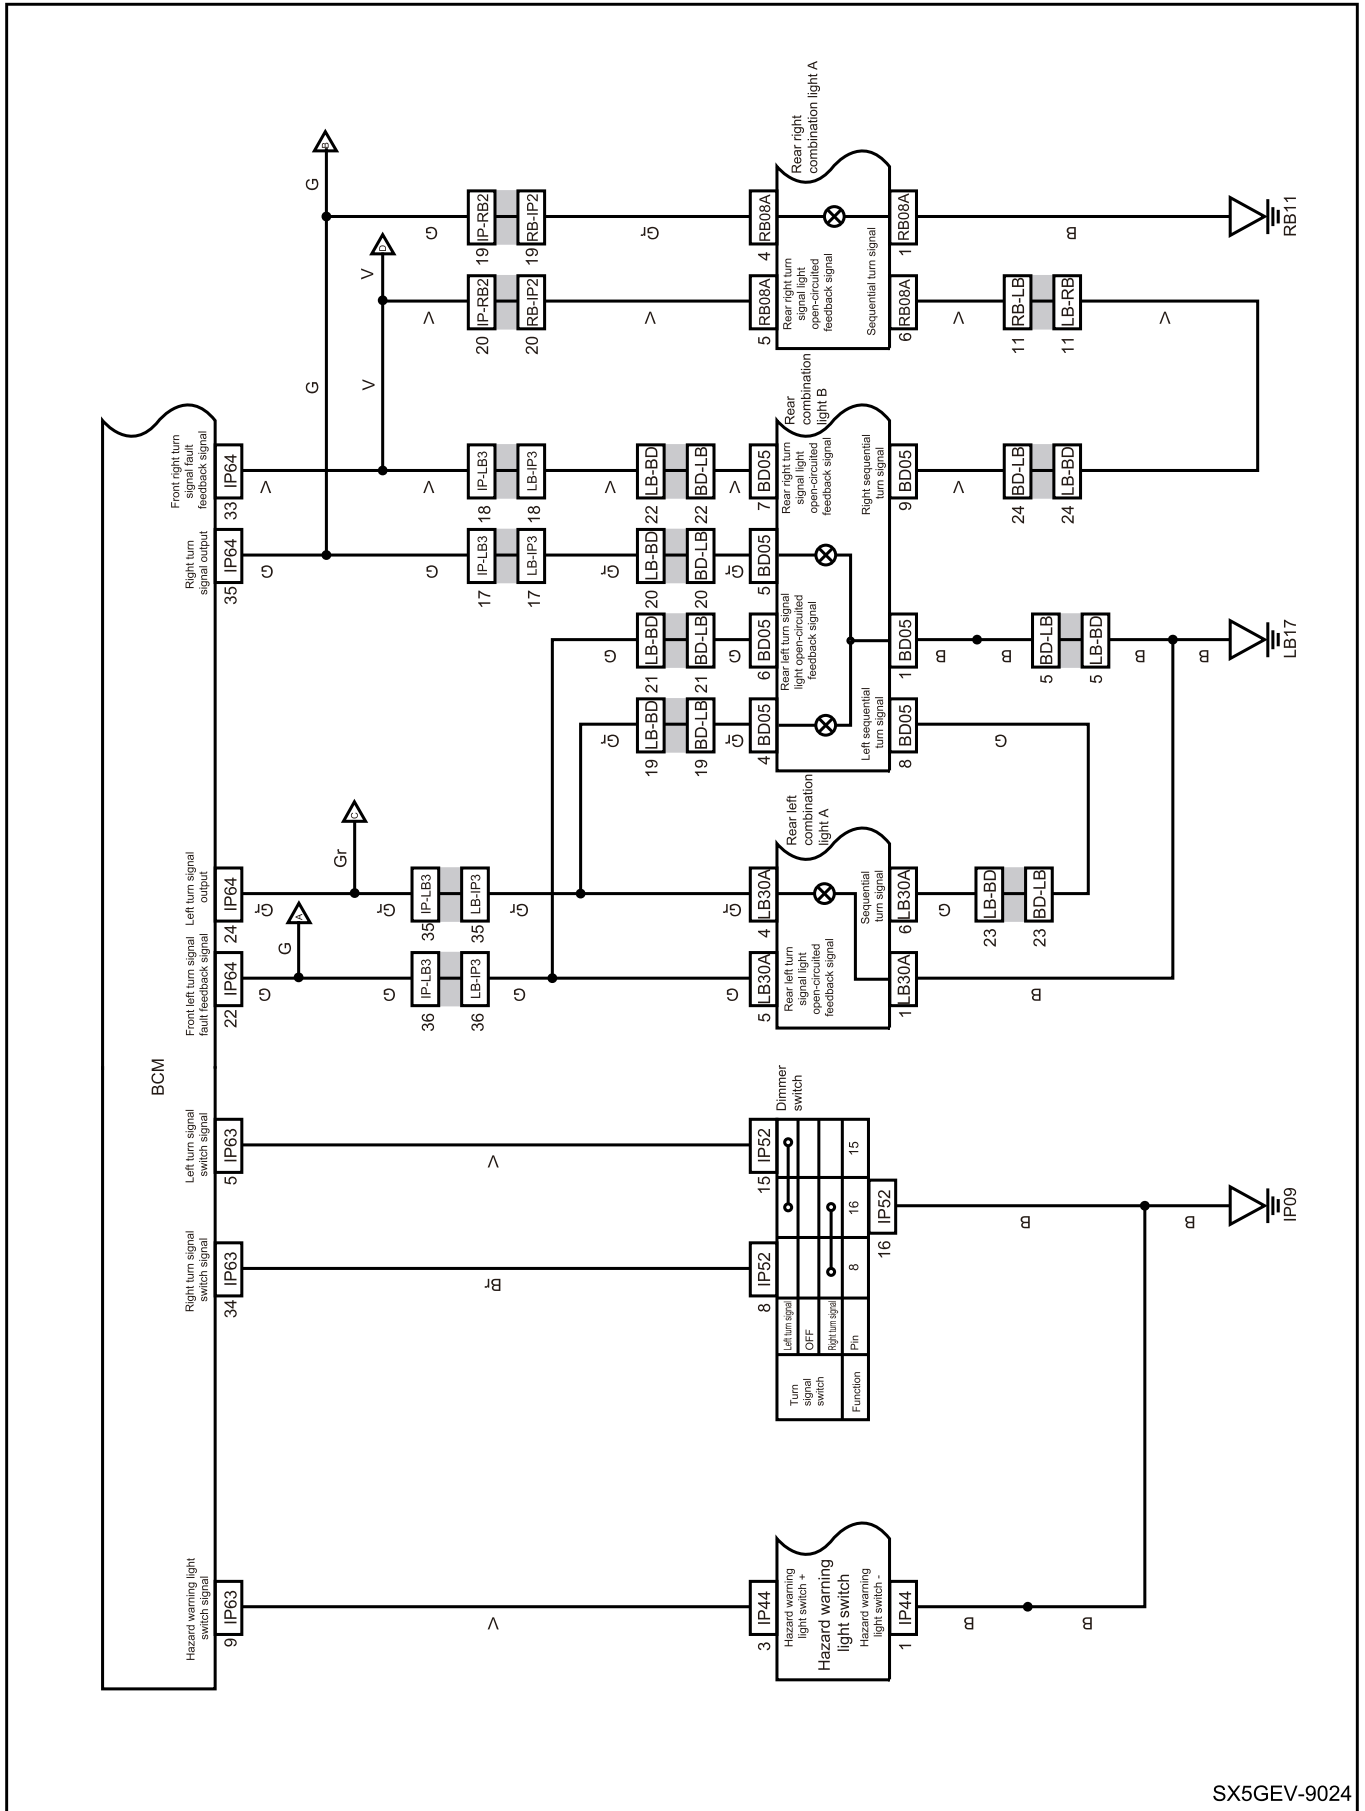 BCM
Hazard warning light
switch signal
9 IP63
Right turn signal
switch signal
34 IP63
Left turn signal
switch signal
5 IP63
Front left turn signal
fault feedback signal
22 IP64
Left turn signal
output
24 IP64
Right turn
signal output
35 IP64
Front right turn
signal fault
feedback signal
33 IP64
V
Br
V
G
G
A
G
Gr
Gr
C
Gr
G
G
G
B
G
V
V
V
D
V
36 IP-LB3
36 LB-IP3
35 IP-LB3
35 LB-IP3
17 IP-LB3
17 LB-IP3
18 IP-LB3
18 LB-IP3
20 IP-RB2
20 RB-IP2
19 IP-RB2
19 RB-IP2
G
Gr
V
G
V
Gr
G
Gr
Gr
V
19 LB-BD
19 BD-LB
21 LB-BD
21 BD-LB
20 LB-BD
20 BD-LB
22 LB-BD
22 BD-LB
G
Gr
Gr
G
Gr
V
3 IP44
Hazard warning
light switch +
Hazard warning
light switch
Hazard warning
light switch -
1 IP44
8 IP52
15 IP52
Dimmer
switch
Turn
signal
switch
Left turn signal
OFF
Right turn signal
Function
Pin
8
16
15
16 IP52
5 LB30A
4 LB30A
Rear left
combination
light A
Rear left turn
signal light
open-circuited
feedback signal
Sequential
turn signal
1 LB30A
6 LB30A
4 BD05
6 BD05
5 BD05
7 BD05
Rear
combination
light B
Rear left turn signal
light open-circuited
feedback signal
Rear right turn
signal light
open-circuited
feedback signal
Left sequential
turn signal
Right sequential
turn signal
8 BD05
1 BD05
9 BD05
5 RB08A
4 RB08A
Rear right
combination light A
Rear right turn
signal light
open-circuited
feedback signal
Sequential turn signal
6 RB08A
1 RB08A
B
B
B
B
B
G
23 LB-BD
23 BD-LB
G
B
B
5 BD-LB
5 LB-BD
B
B
V
24 BD-LB
24 LB-BD
V
11 RB-LB
11 LB-RB
V
B
IP09
LB17
RB11
SX5GEV-9024